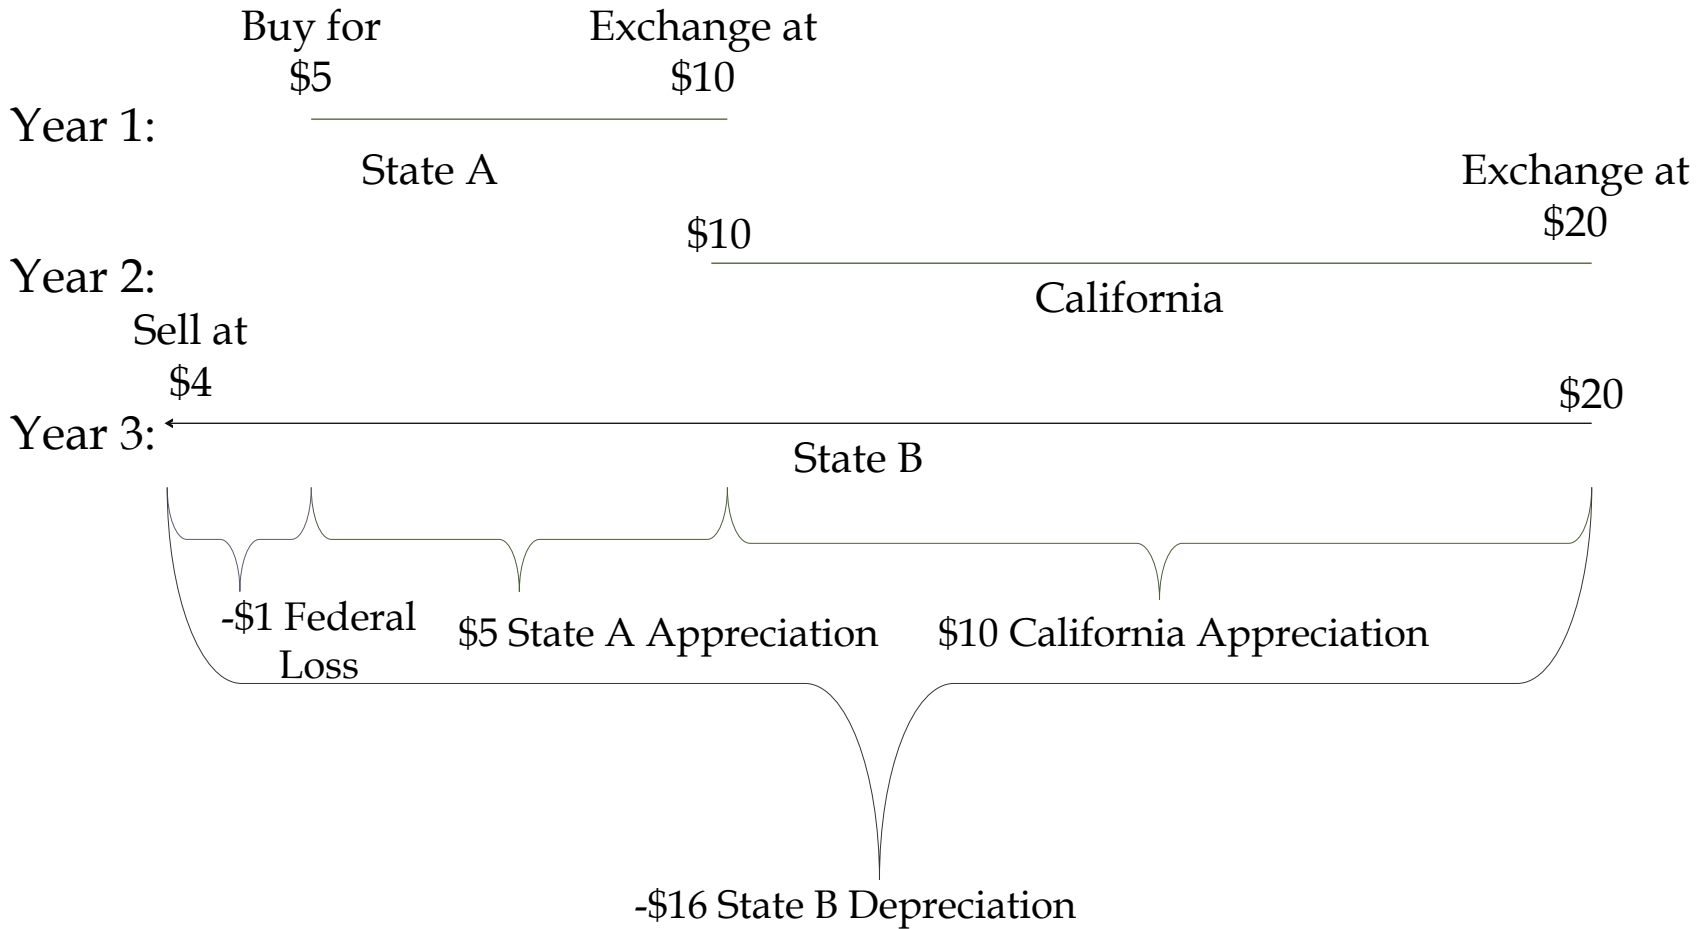 Buy for
$5
Exchange at
$10
Year 1:
State A
Exchange at
$20
$10
Year 2:
California
Sell at
$4
$20
Year 3:
State B
-$1 Federal
Loss
$5 State A Appreciation
$10 California Appreciation
-$16 State B Depreciation